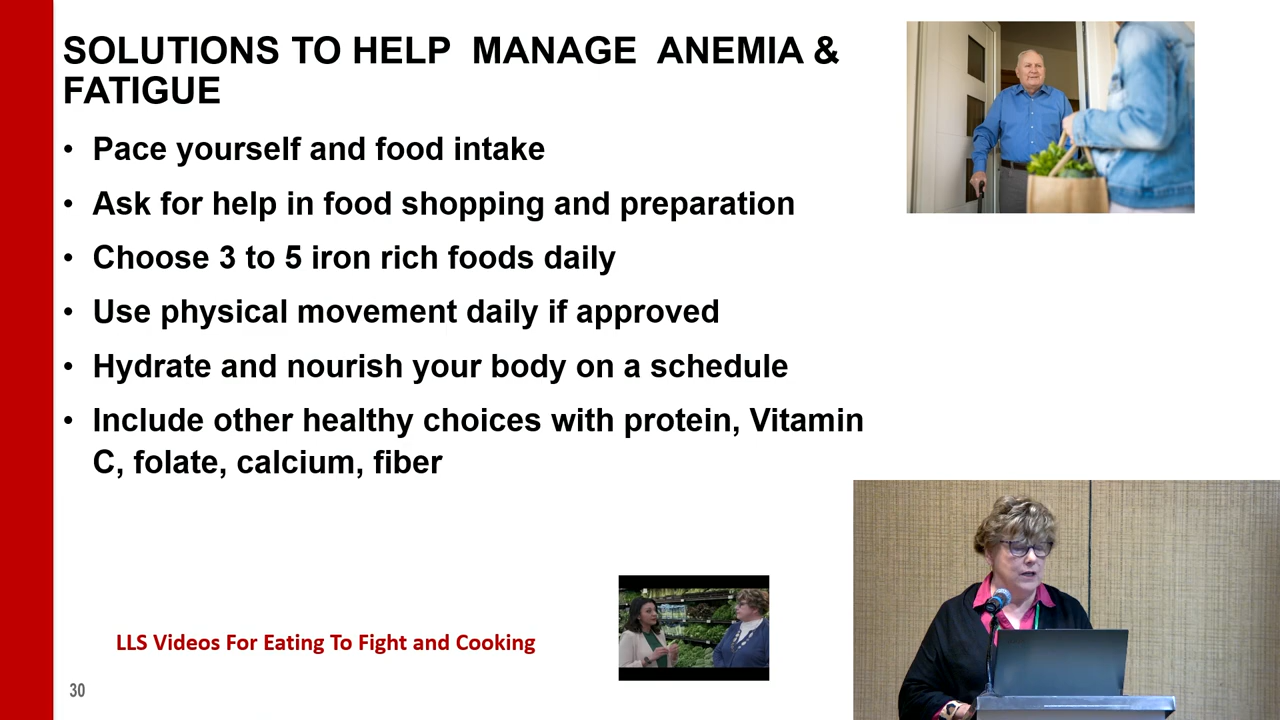 SOLUTIONS TO HELP MANAGE ANEMIA &
FATIGUE
• Pace yourself and food intake
• Ask for help in food shopping and preparation
• Choose 3 to 5 iron rich foods daily
• Use physical movement daily if approved
• Hydrate and nourish your body on a schedule
• Include other healthy choices with protein, Vitamin
C, folate, calcium, fiber
LLS Videos For Eating To Fight and Cooking
30